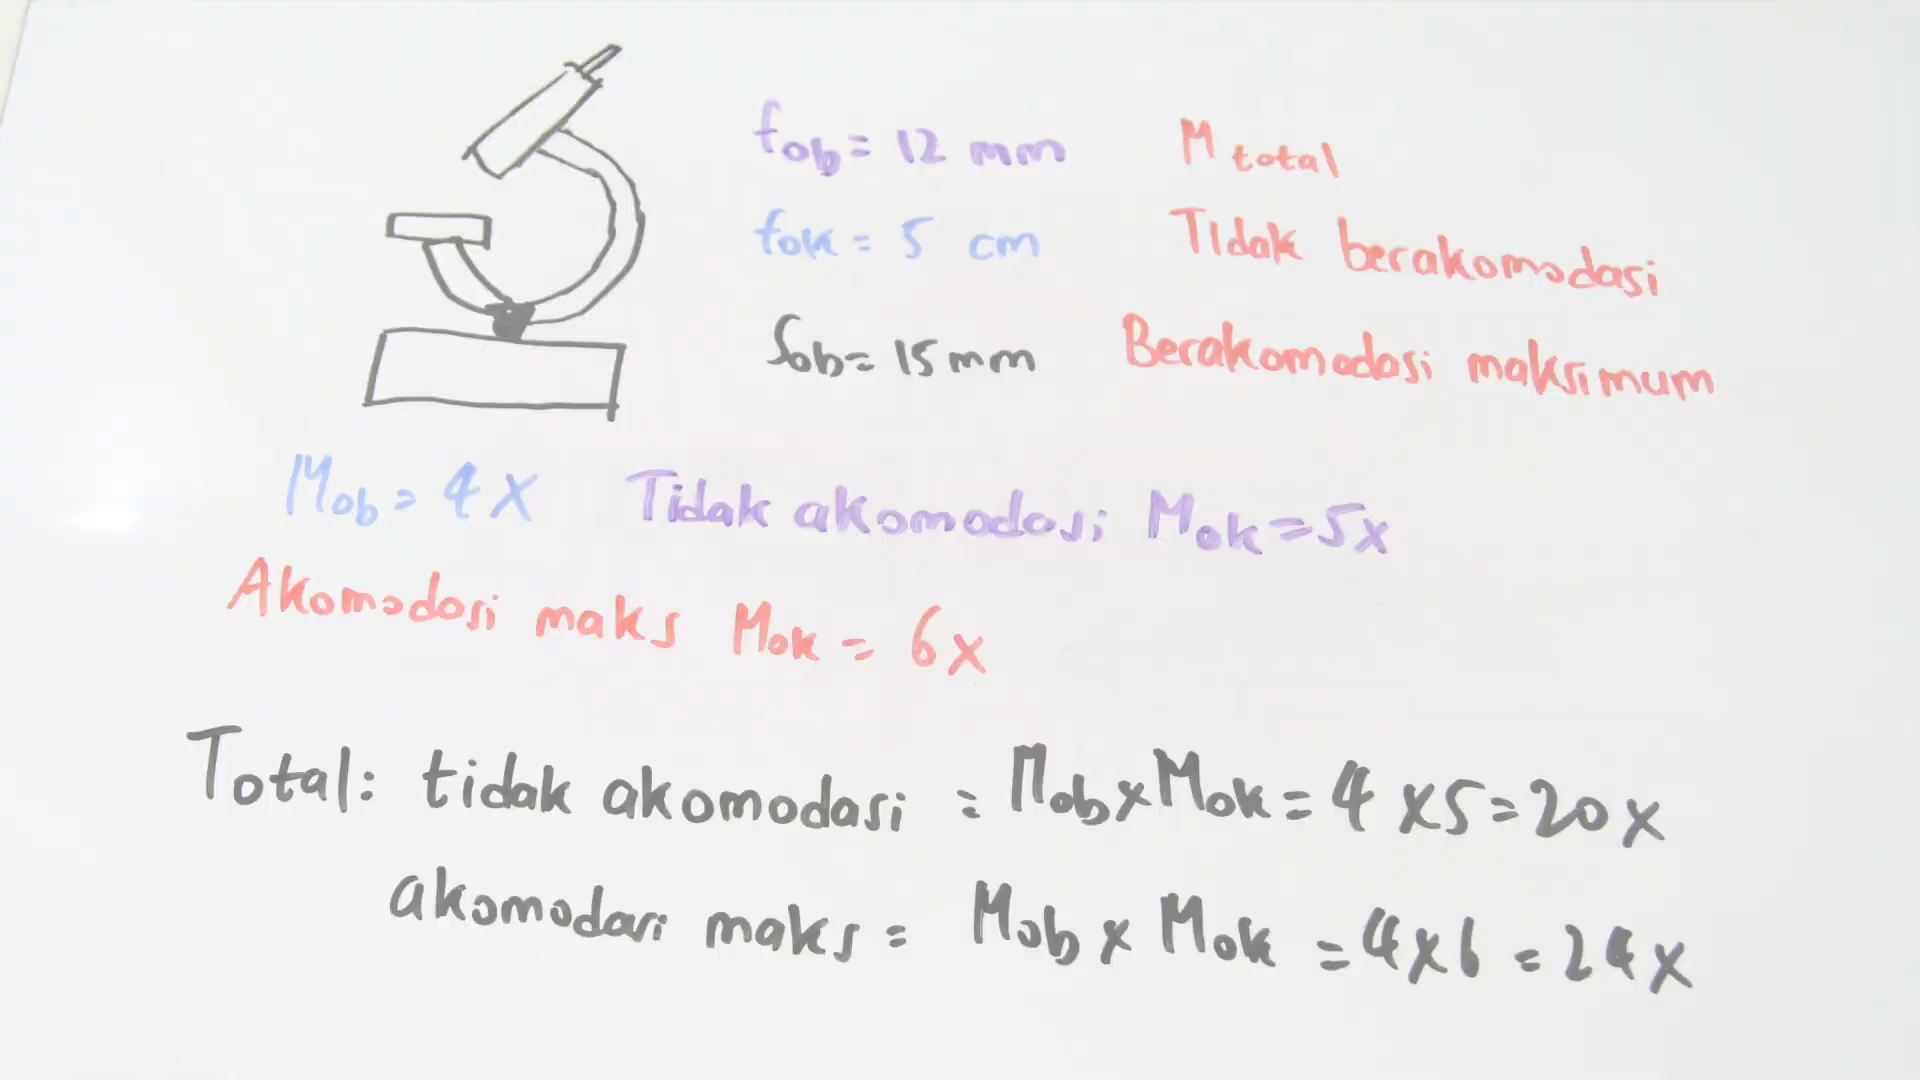 fob = 12 mm
M total
fok = 5 cm
Tidak berakomodasi
Sob = 15 mm
Berakomodasi maksimum
Mob = 4 X
Tidak akomodasi Mok = 5x
Akomodasi maks Mok = 6x
Total: tidak akomodasi = Mob x Mok = 4 x 5 = 20 x
akomodasi maks = Mob x Mok = 4 x 6 = 24 x